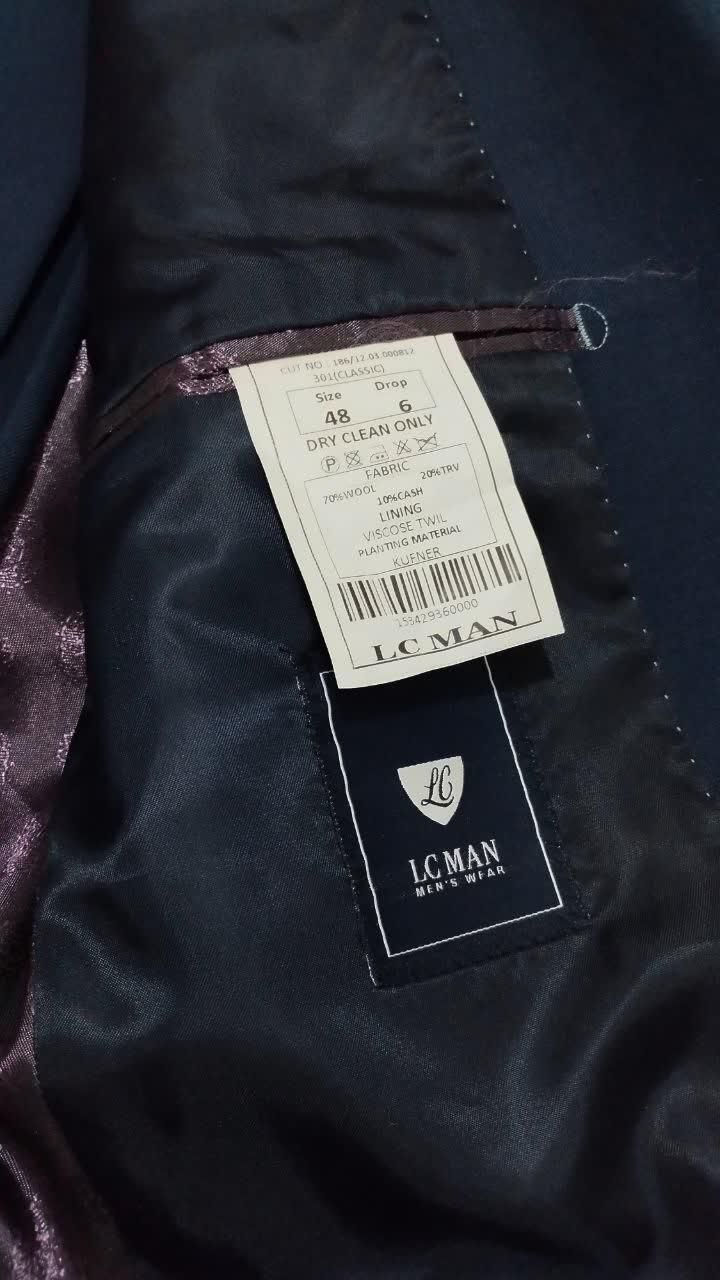 CUT NO : 186/12.03.000812
301(CLASSIC)
Size Drop
48 6
DRY CLEAN ONLY
P
FABRIC
70%WOOL 20%TRV
10%CASH
LINING
VISCOSE TWIL
PLANTING MATERIAL
KUFNER
153429360000
LC MAN
LC
LC MAN
MEN'S WEAR